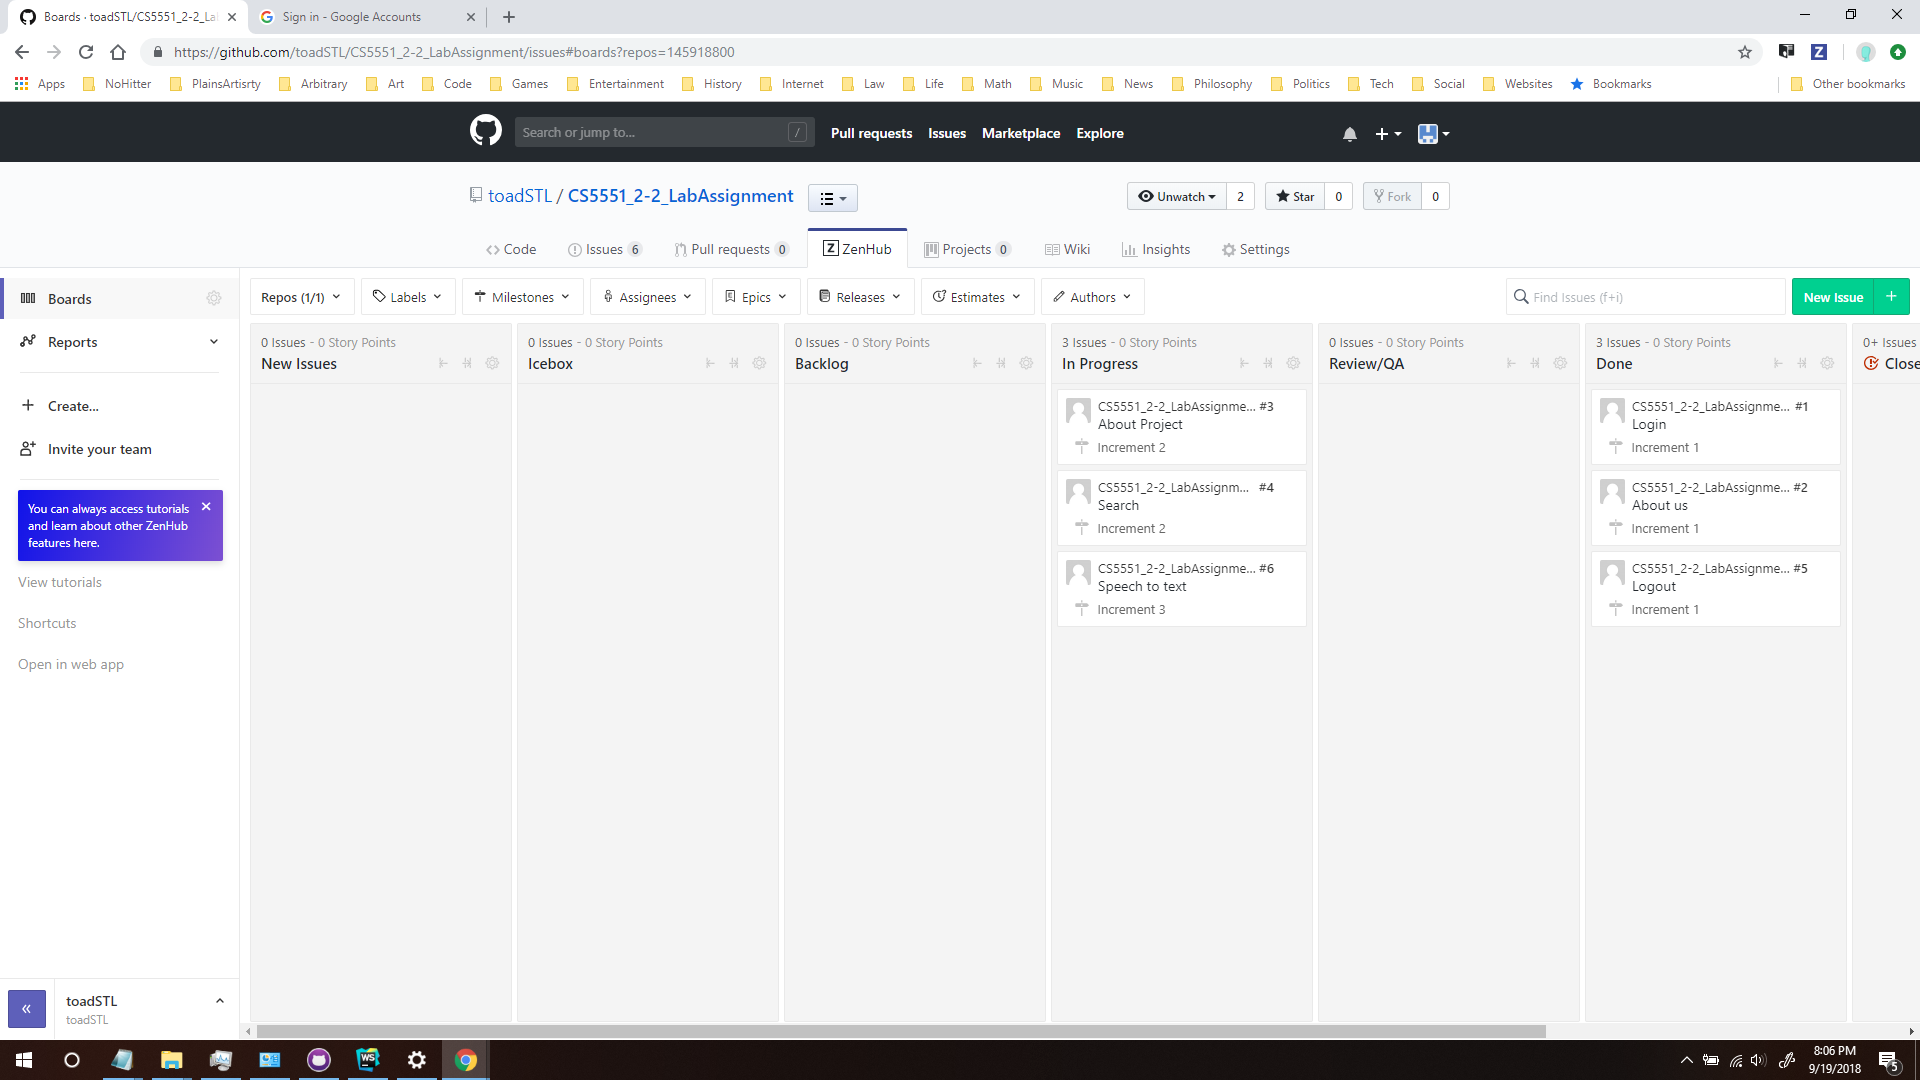 Boards · toadSTL/CS5551_2-2_La
Sign in - Google Accounts
https://github.com/toadSTL/CS5551_2-2_LabAssignment/issues#boards?repos=145918800
Apps NoHitter PlainsArtisrty Arbitrary Art Code Games Entertainment History Internet Law Life Math Music News Philosophy Politics Tech Social Websites Bookmarks Other bookmarks
Search or jump to... / Pull requests Issues Marketplace Explore
toadSTL / CS5551_2-2_LabAssignment
Unwatch 2 Star 0 Fork 0
Code Issues 6 Pull requests 0 ZenHub Projects 0 Wiki Insights Settings
Boards
Reports
Create...
Invite your team
You can always access tutorials
and learn about other ZenHub
features here.
View tutorials
Shortcuts
Open in web app
toadSTL
toadSTL
Repos (1/1) Labels Milestones Assignees Epics Releases Estimates Authors Find Issues (f+i) New Issue +
0 Issues - 0 Story Points
New Issues
0 Issues - 0 Story Points
Icebox
0 Issues - 0 Story Points
Backlog
3 Issues - 0 Story Points
In Progress
CS5551_2-2_LabAssignme... #3
About Project
Increment 2
CS5551_2-2_LabAssignm... #4
Search
Increment 2
CS5551_2-2_LabAssignme... #6
Speech to text
Increment 3
0 Issues - 0 Story Points
Review/QA
3 Issues - 0 Story Points
Done
CS5551_2-2_LabAssignme... #1
Login
Increment 1
CS5551_2-2_LabAssignme... #2
About us
Increment 1
CS5551_2-2_LabAssignme... #5
Logout
Increment 1
0+ Issues
Close
WS
8:06 PM
9/19/2018
5